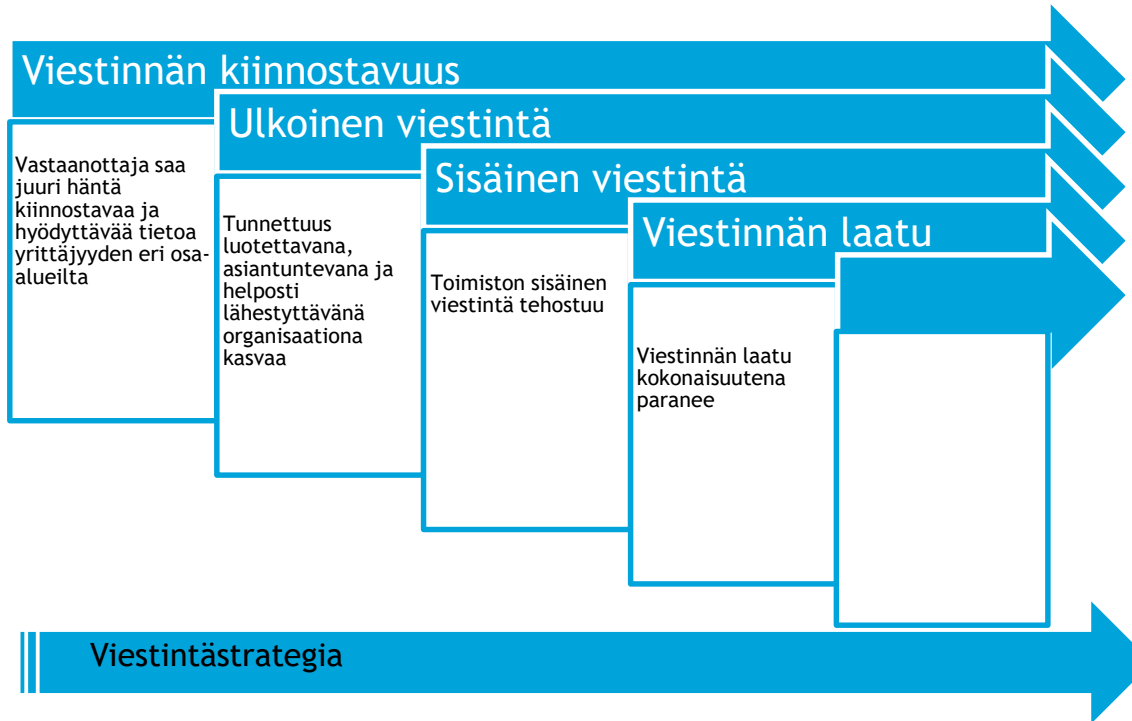 Viestinnän kiinnostavuus
Vastaanottaja saa
juuri häntä
kiinnostavaa ja
hyödyttävää tietoa
yrittäjyyden eri osa-
alueilta
Ulkoinen viestintä
Tunnettuus
luotettavana,
asiantuntevana ja
helposti
lähestyttävänä
organisaationa
kasvaa
Sisäinen viestintä
Toimiston sisäinen
viestintä tehostuu
Viestinnän laatu
Viestinnän laatu
kokonaisuutena
paranee
Viestintästrategia